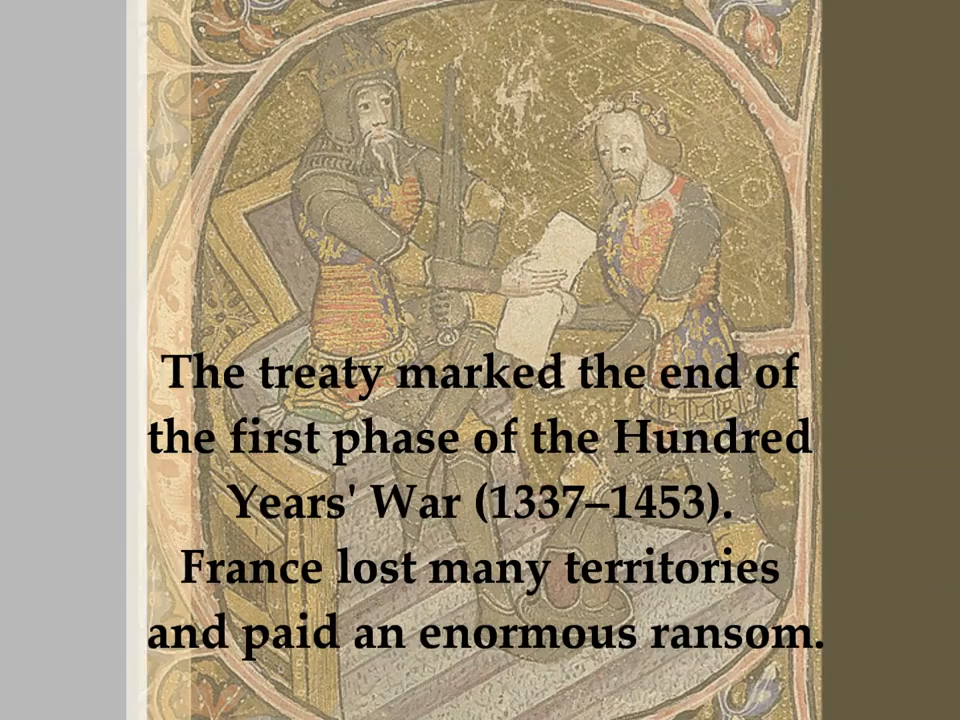 The treaty marked the end of
the first phase of the Hundred
Years' War (1337–1453).
France lost many territories
and paid an enormous ransom.